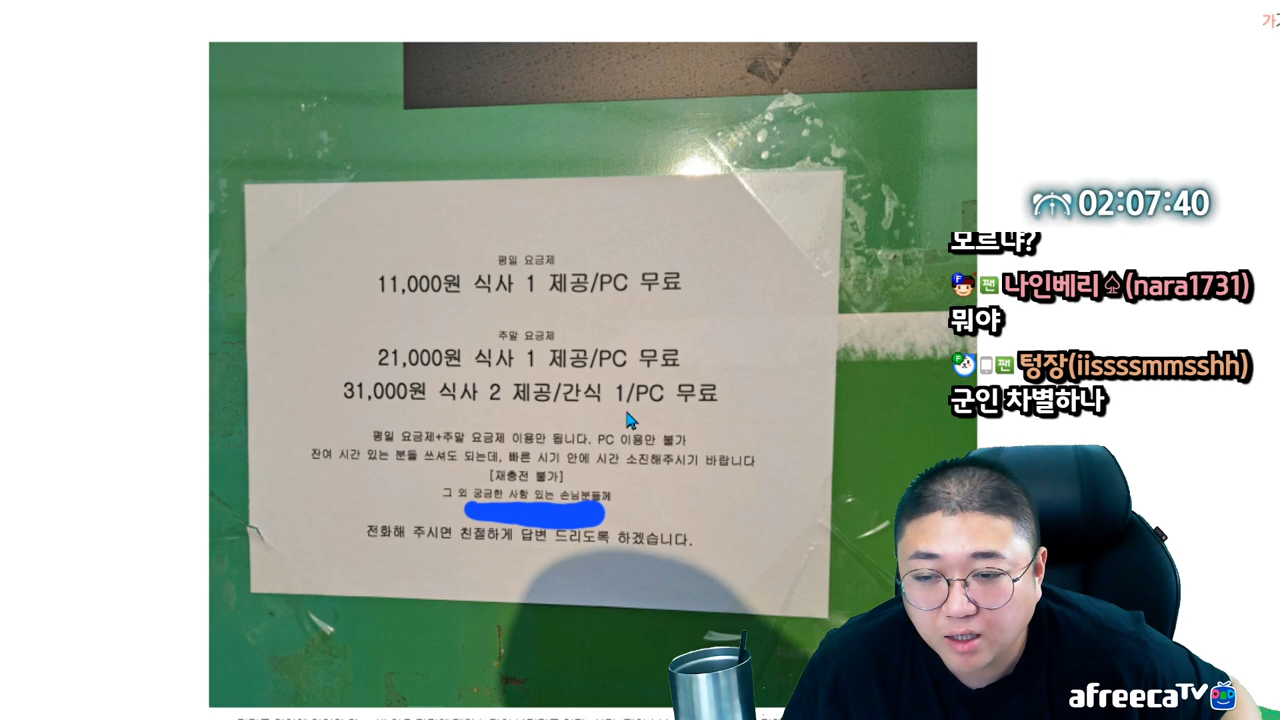 가
평일 요금제
11,000원 식사 1 제공/PC 무료
주말 요금제
21,000원 식사 1 제공/PC 무료
31,000원 식사 2 제공/간식 1/PC 무료
평일 요금제+주말 요금제 이용만 됩니다. PC 이용만 불가
잔여 시간 있는 분들 쓰셔도 되는데, 빠른 시기 안에 시간 소진해주시기 바랍니다
[재충전 불가]
그 외 궁금한 사항 있는 손님분들께
전화해 주시면 친절하게 답변 드리도록 하겠습니다.
02:07:40
모르냐?
F 팬 나인베리♤(nara1731)
뭐야
F 팬 텅장(iissssmmsshh)
군인 차별하나
afreecaTV